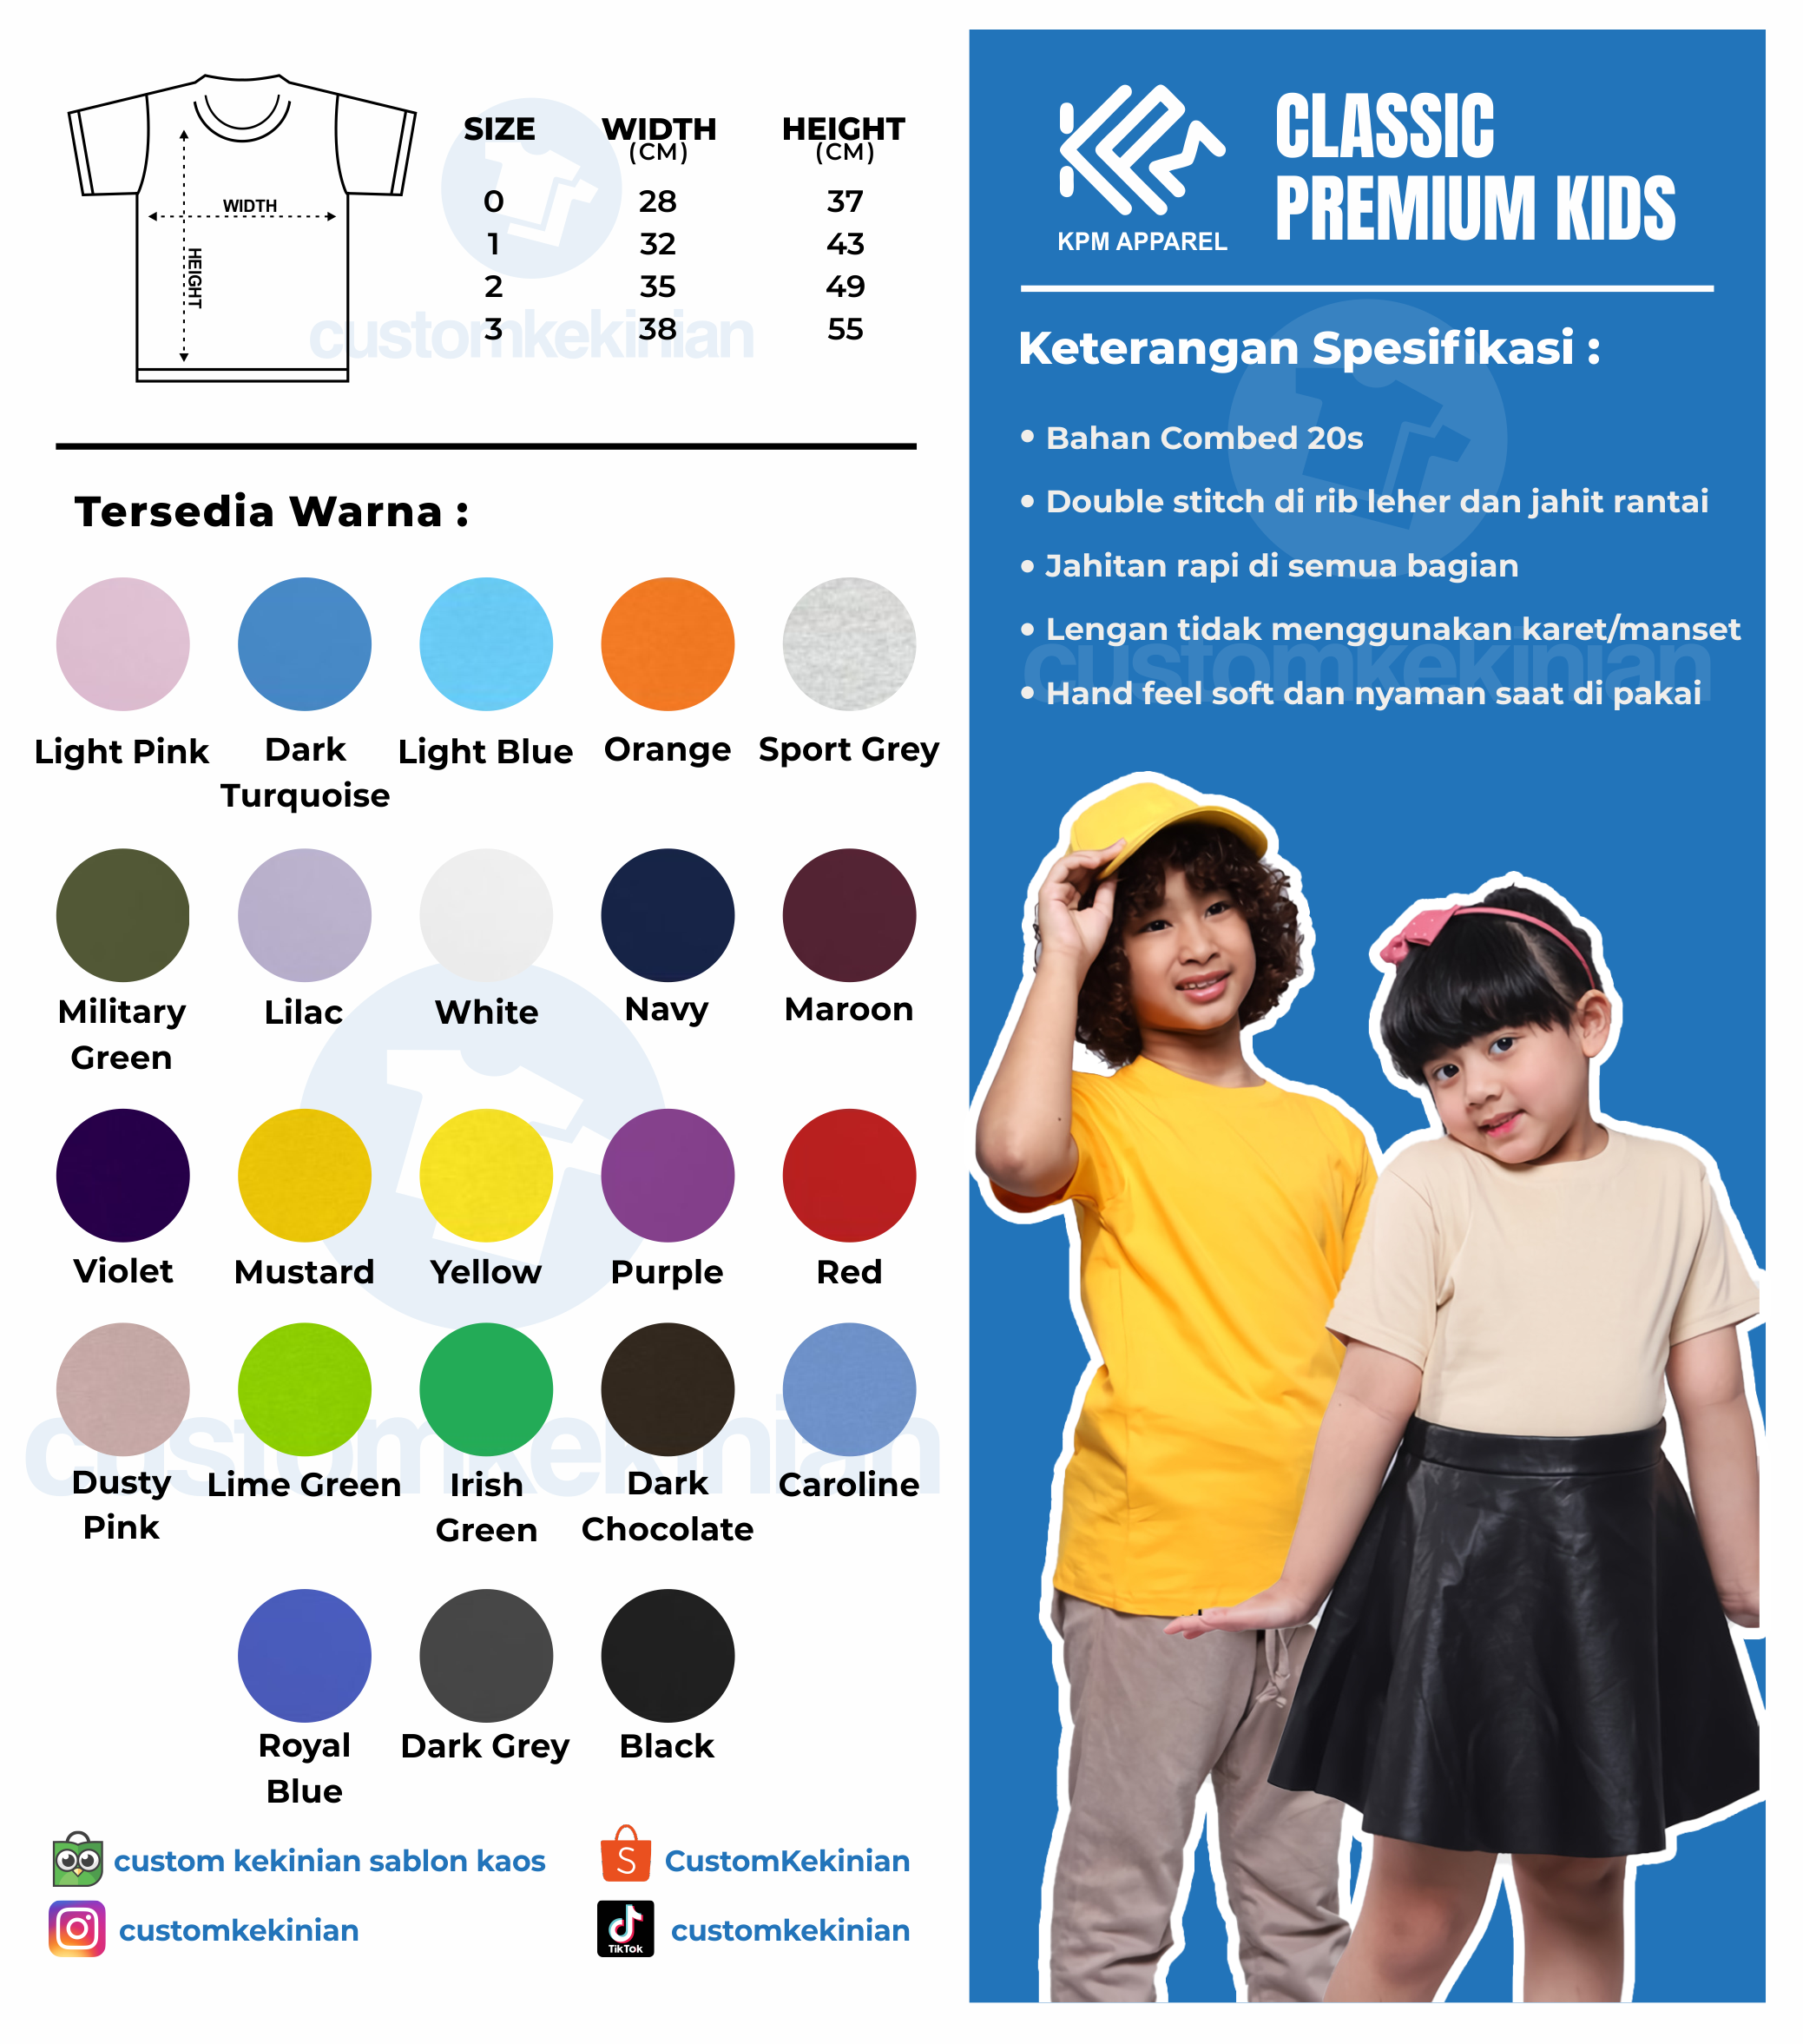 WIDTH
HEIGHT
SIZE WIDTH HEIGHT
(CM) (CM)
0 28 37
1 32 43
2 35 49
3 38 55
customkekinian
Tersedia Warna :
Light Pink
Dark
Turquoise
Light Blue
Orange
Sport Grey
Military
Green
Lilac
White
Navy
Maroon
Violet
Mustard
Yellow
Purple
Red
Dusty
Pink
Lime Green
Irish
Green
Dark
Chocolate
Caroline
customkekinian
Royal
Blue
Dark Grey
Black
custom kekinian sablon kaos
S
CustomKekinian
customkekinian
TikTok
customkekinian
KPM APPAREL
CLASSIC
PREMIUM KIDS
Keterangan Spesifikasi :
• Bahan Combed 20s
• Double stitch di rib leher dan jahit rantai
• Jahitan rapi di semua bagian
• Lengan tidak menggunakan karet/manset
customkekinian
• Hand feel soft dan nyaman saat di pakai